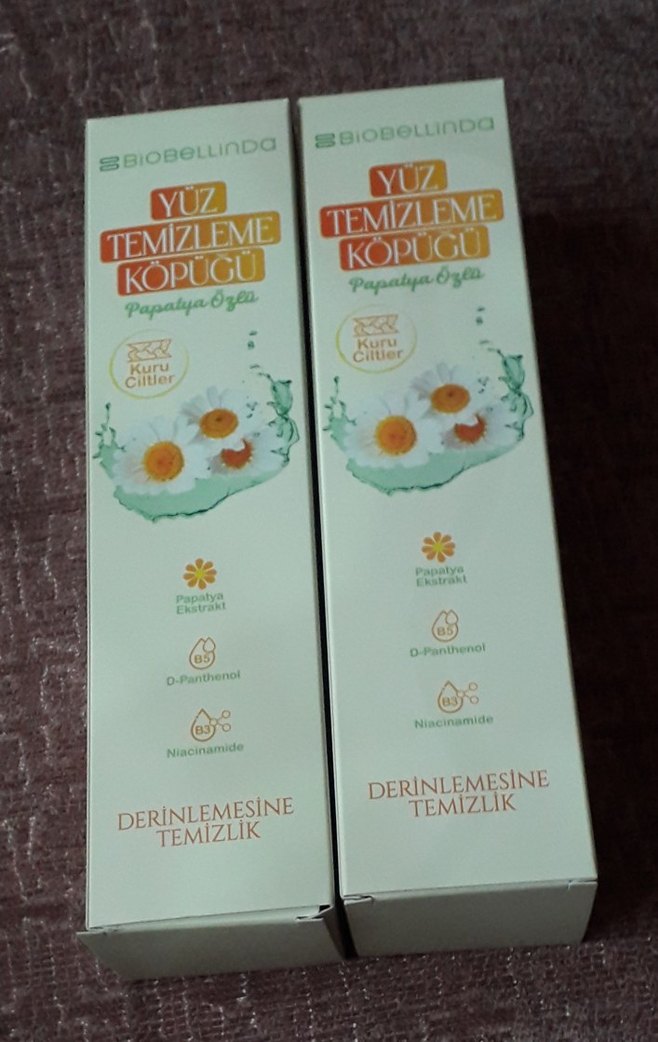 BIOBELLINDA
YÜZ
TEMİZLEME
KÖPÜĞÜ
Papatya Özlü
Kuru
Ciltler
Papatya
Ekstrakt
B5
D-Panthenol
B3
Niacinamide
DERİNLEMESİNE
TEMİZLİK
BIOBELLINDA
YÜZ
TEMİZLEME
KÖPÜĞÜ
Papatya Özlü
Kuru
Ciltler
Papatya
Ekstrakt
B5
D-Panthenol
B3
Niacinamide
DERİNLEMESİNE
TEMİZLİK